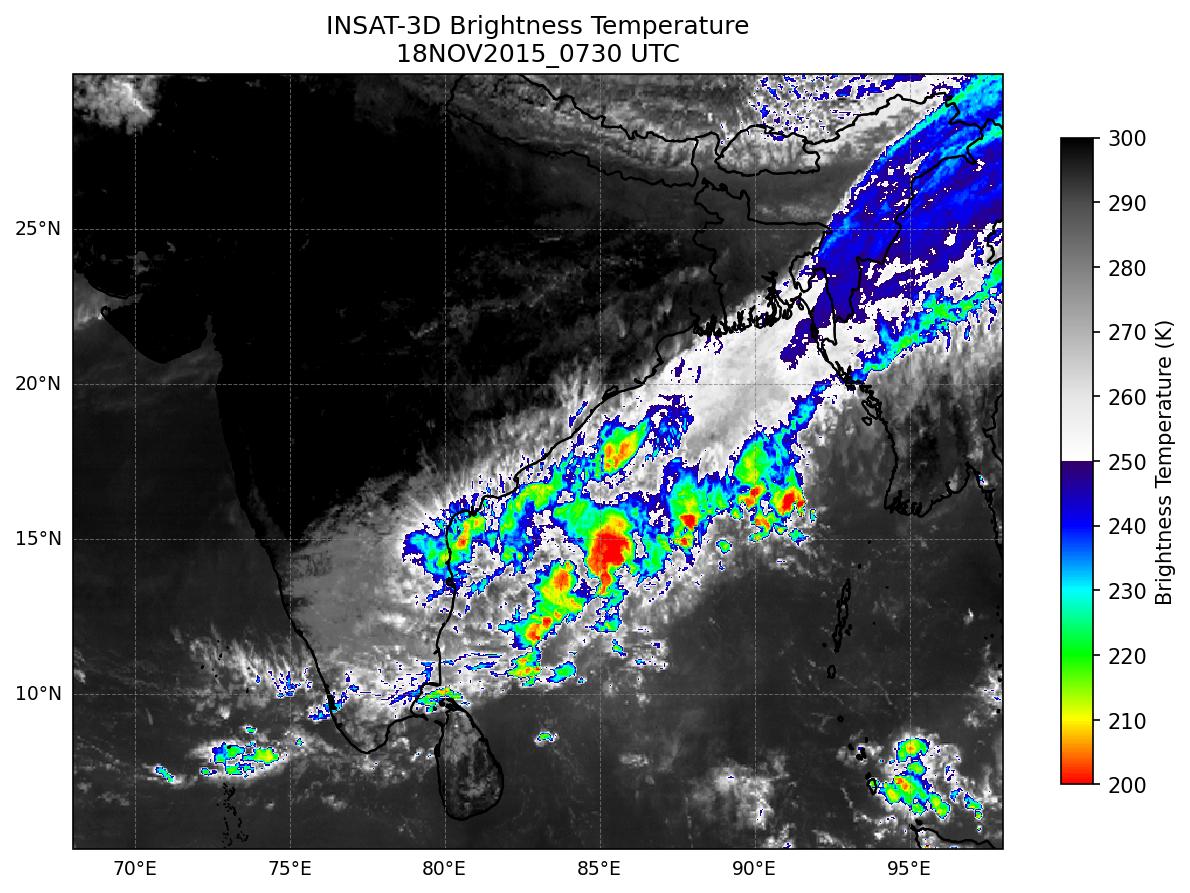 INSAT-3D Brightness Temperature
18NOV2015_0730 UTC
25°N
20°N
15°N
10°N
70°E
75°E
80°E
85°E
90°E
95°E
300
290
280
270
260
250
240
230
220
210
200
Brightness Temperature (K)